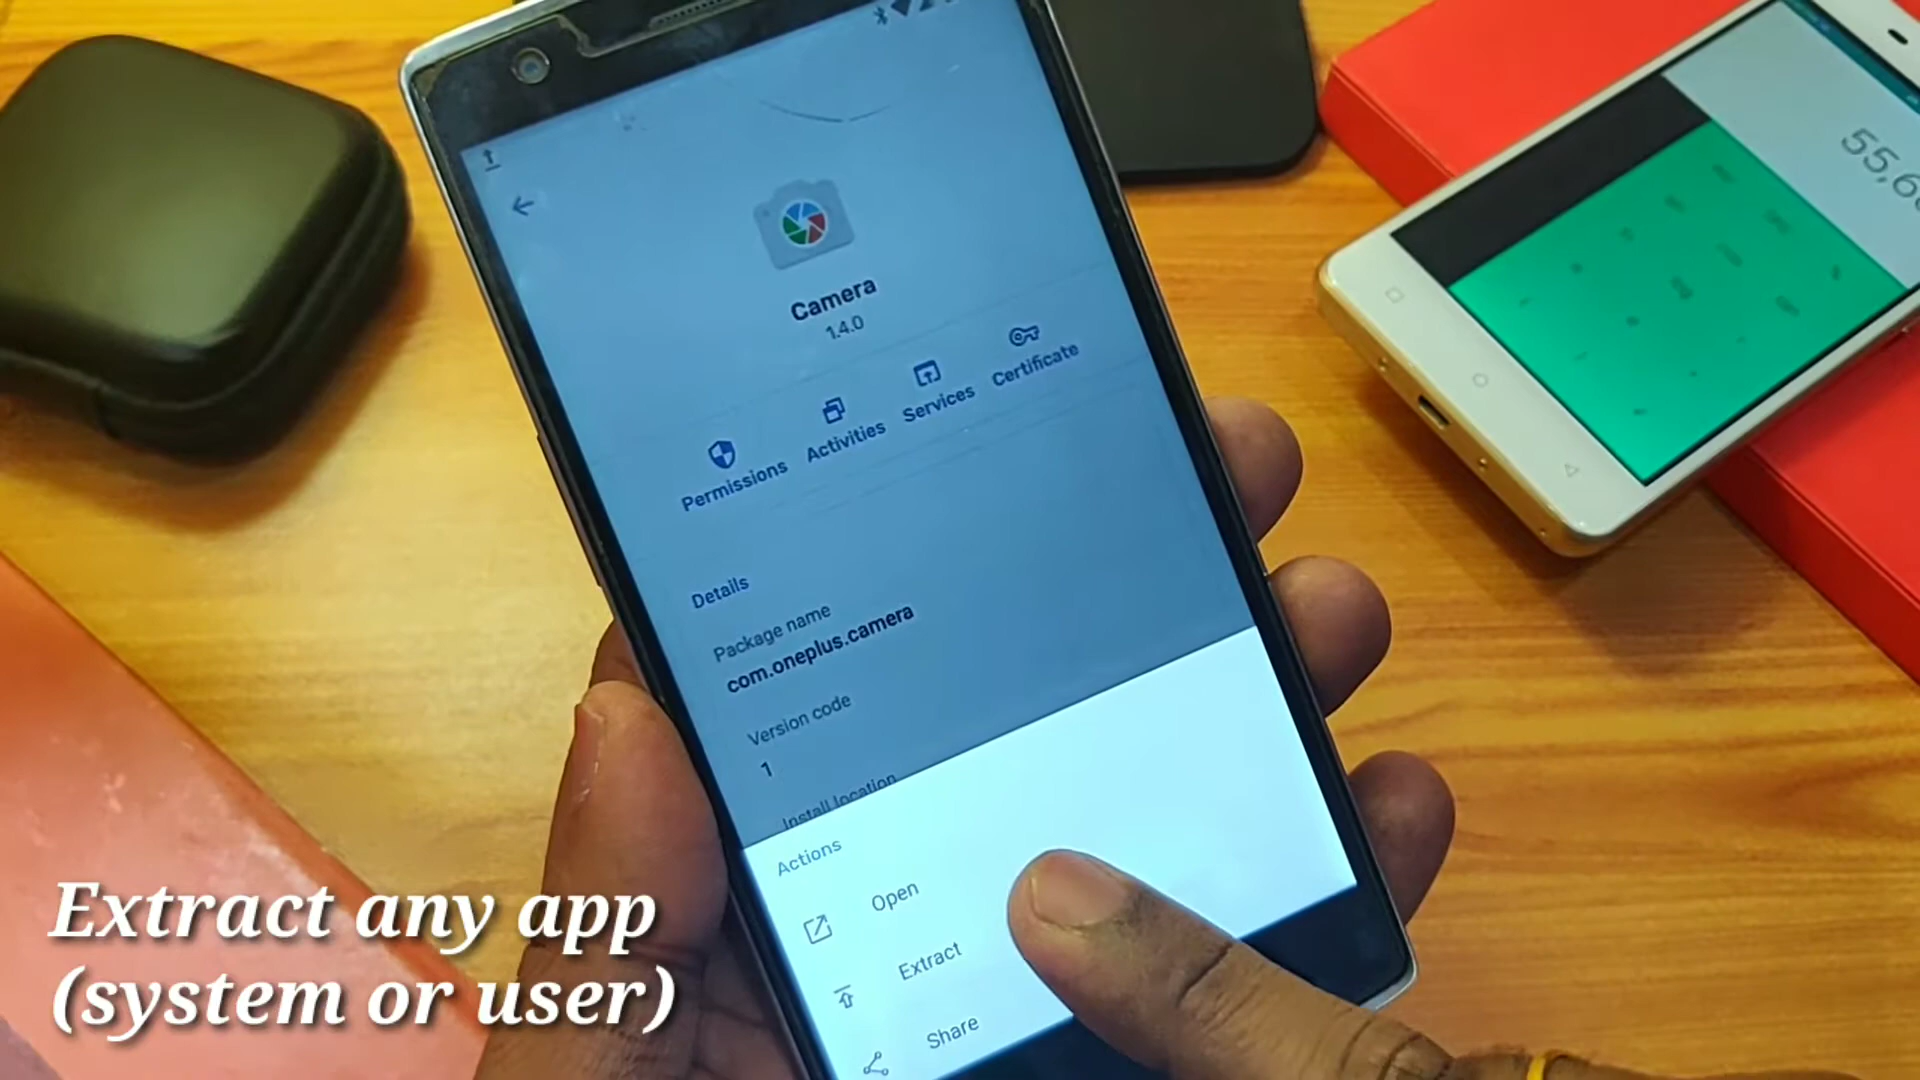 Camera
1.4.0
Permissions
Activities
Services
Certificate
Details
Package name
com.oneplus.camera
Version code
1
Install location
Actions
Open
Extract
Share
55,6
Extract any app
(system or user)